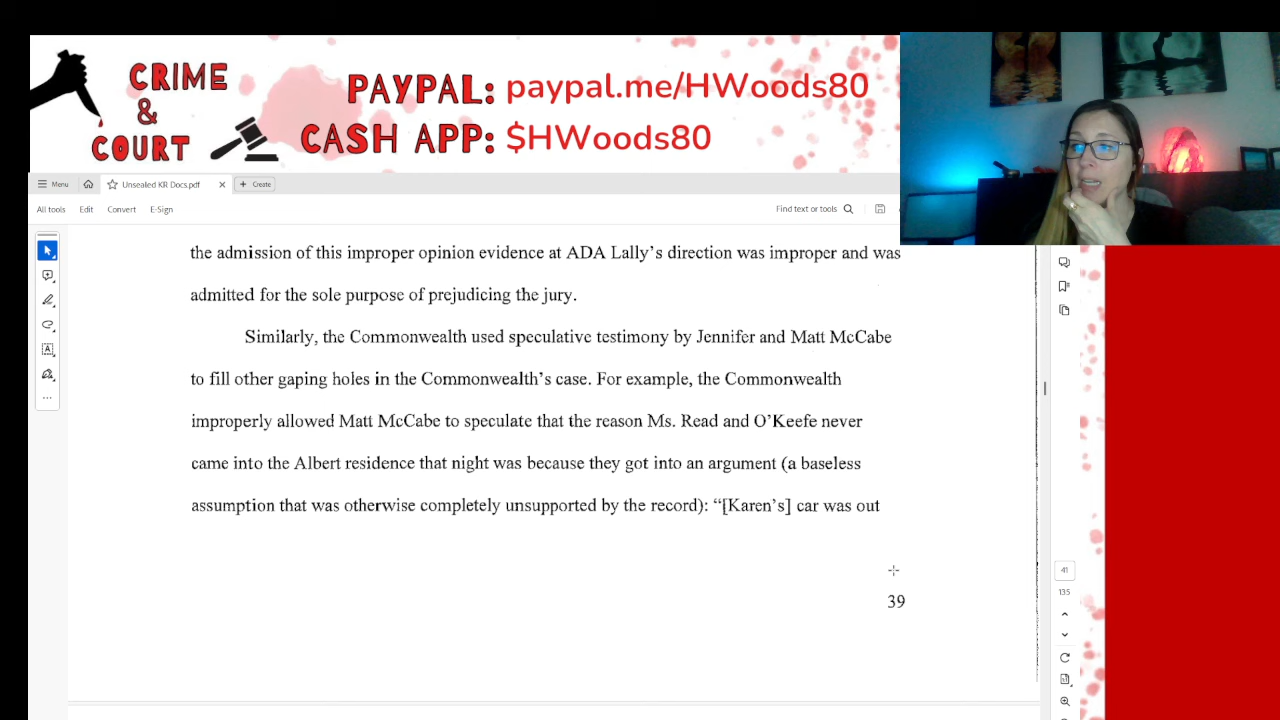 CRIME
&
COURT
PAYPAL: paypal.me/HWoods80
CASH APP: $HWoods80
Menu
Unsealed KR Docs.pdf
Create
All tools
Edit
Convert
E-Sign
Find text or tools
the admission of this improper opinion evidence at ADA Lally's direction was improper and was
admitted for the sole purpose of prejudicing the jury.
Similarly, the Commonwealth used speculative testimony by Jennifer and Matt McCabe
to fill other gaping holes in the Commonwealth's case. For example, the Commonwealth
improperly allowed Matt McCabe to speculate that the reason Ms. Read and O'Keefe never
came into the Albert residence that night was because they got into an argument (a baseless
assumption that was otherwise completely unsupported by the record): “[Karen's] car was out
39
41
135